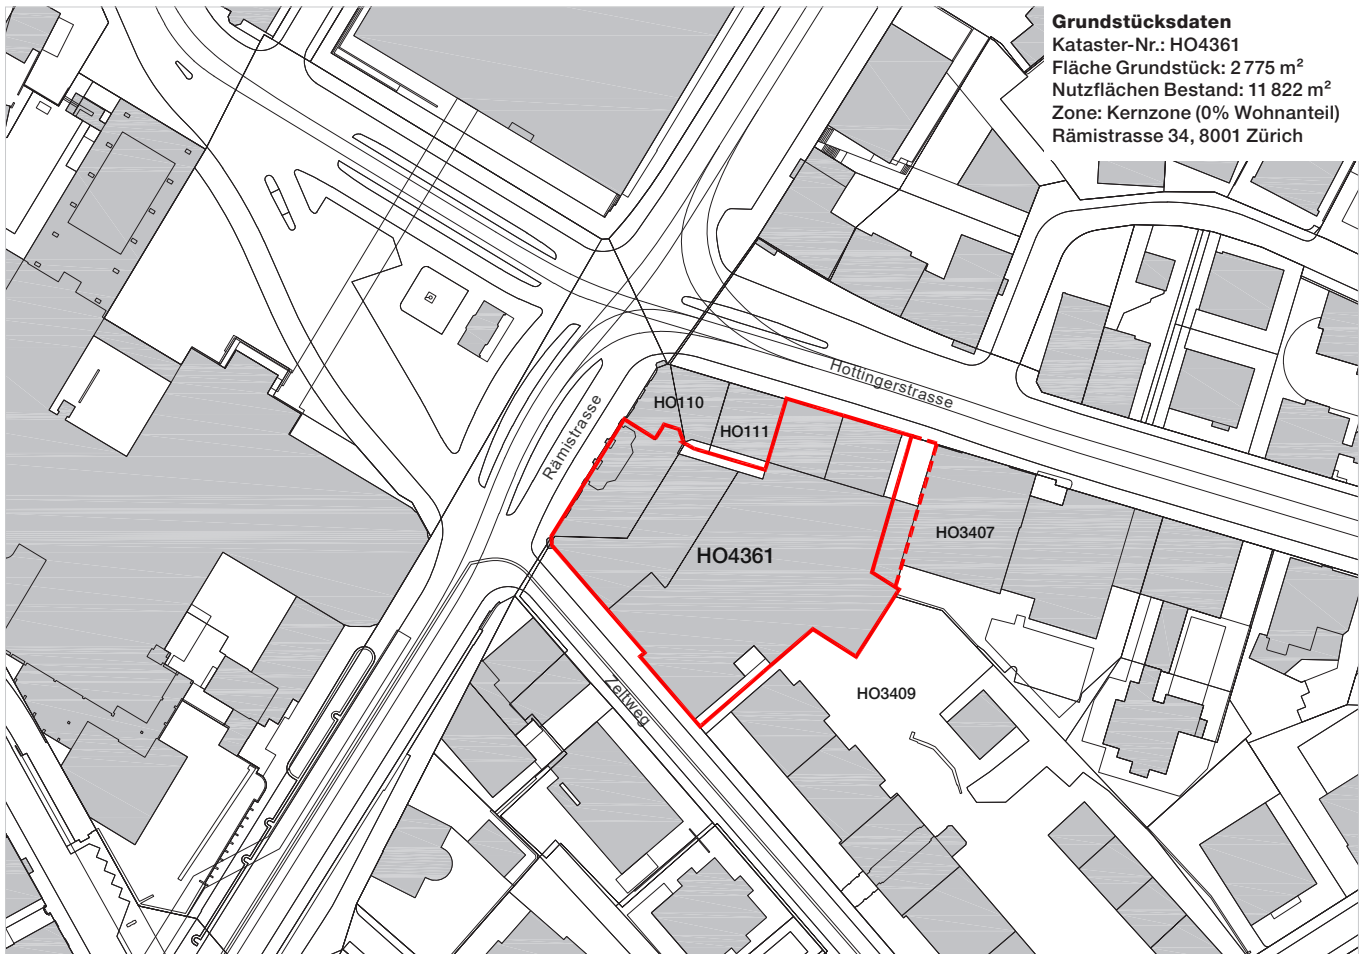 Grundstücksdaten
Kataster-Nr.: HO4361
Fläche Grundstück: 2 775 m²
Nutzflächen Bestand: 11 822 m²
Zone: Kernzone (0% Wohnanteil)
Rämistrasse 34, 8001 Zürich
Hottingerstrasse
HO110
HO111
Rämistrasse
HO3407
HO4361
HO3409
Zeltweg